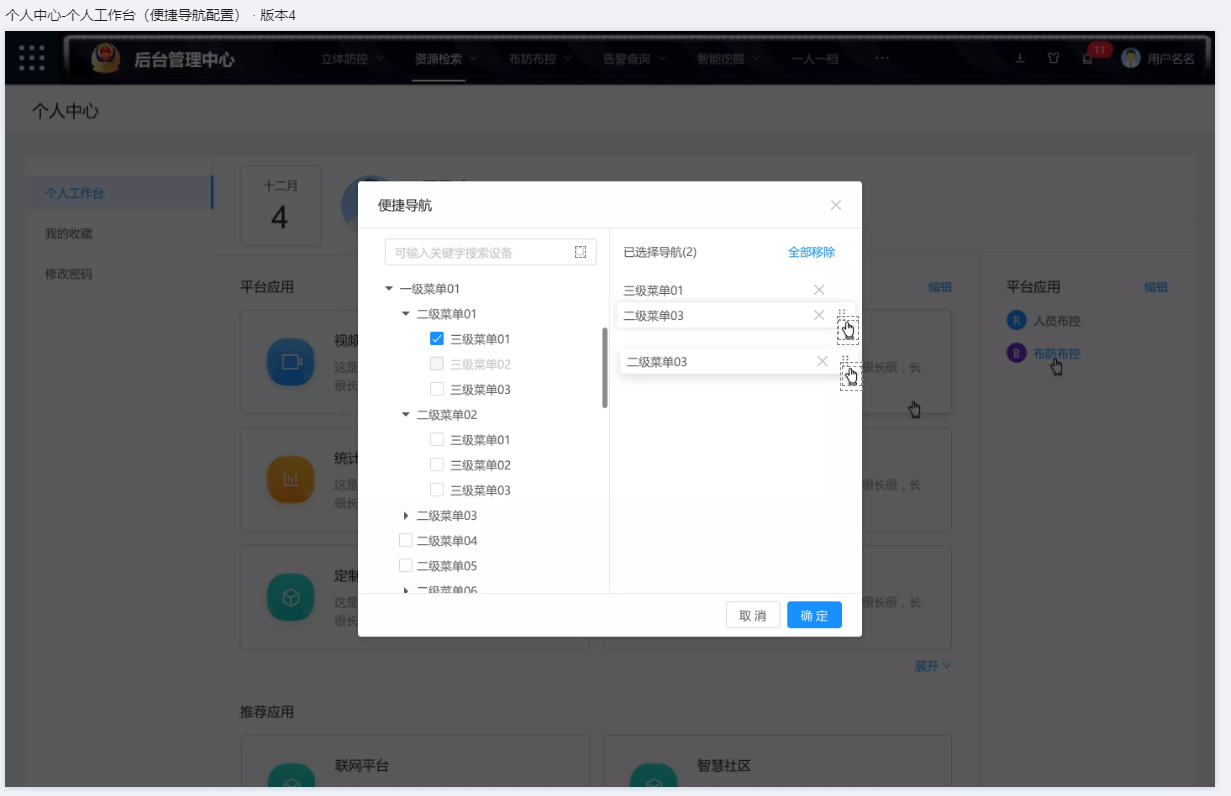 个人中心-个人工作台（便捷导航配置） · 版本4
后台管理中心
立体防控
资源检索
布防布控
告警查询
智能挖掘
一人一档
...
11
用户名名
个人中心
个人工作台
我的收藏
修改密码
十二月
4
平台应用
编辑
视频
这是
很长
很长很，长
统计
这是
很长
很长很，长
定制
这是
很长
很长很，长
展开
推荐应用
联网平台
智慧社区
平台应用
编辑
R 人员布控
B 布防布控
便捷导航
可输入关键字搜索设备
一级菜单01
二级菜单01
三级菜单01
三级菜单02
三级菜单03
二级菜单02
三级菜单01
三级菜单02
三级菜单03
二级菜单03
二级菜单04
二级菜单05
二级菜单06
已选择导航(2)
全部移除
三级菜单01
二级菜单03
二级菜单03
取 消
确 定